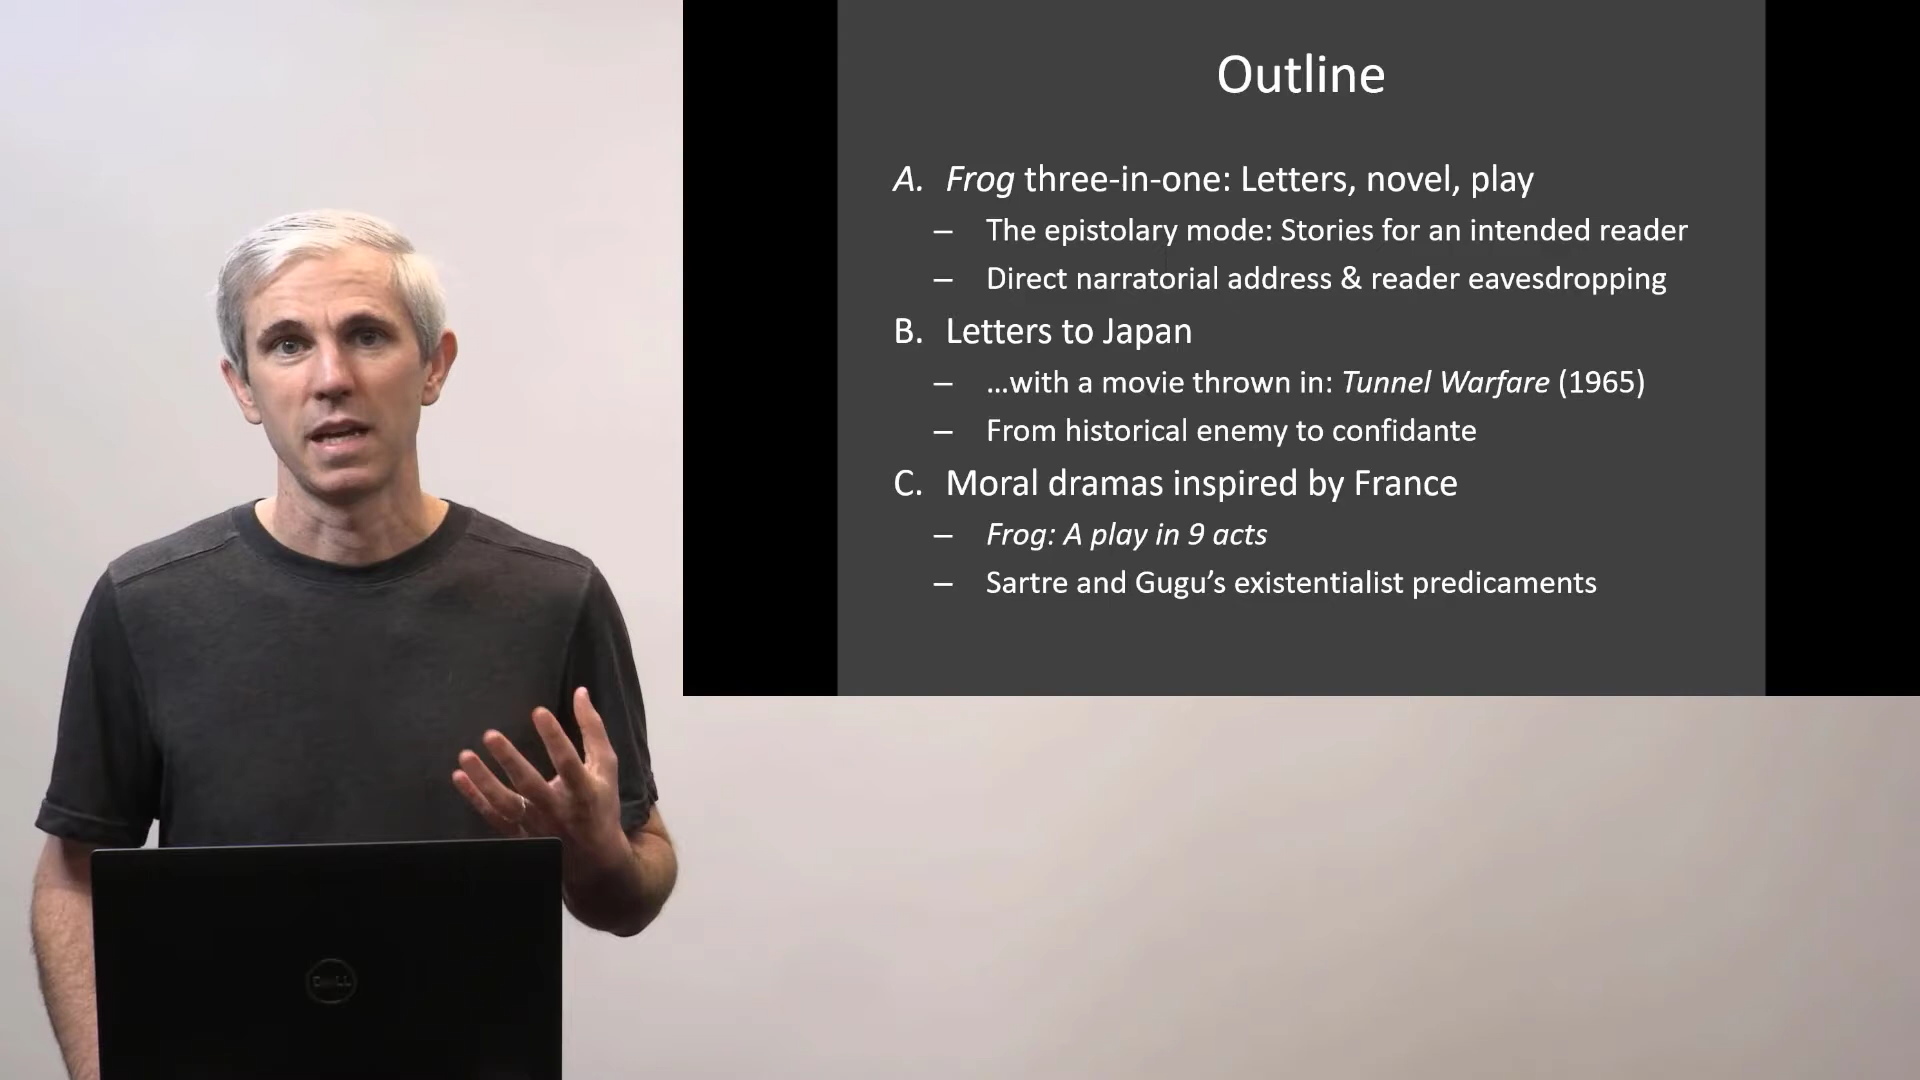 Outline
A. Frog three-in-one: Letters, novel, play
– The epistolary mode: Stories for an intended reader
– Direct narratorial address & reader eavesdropping
B. Letters to Japan
– …with a movie thrown in: Tunnel Warfare (1965)
– From historical enemy to confidante
C. Moral dramas inspired by France
– Frog: A play in 9 acts
– Sartre and Gugu’s existentialist predicaments
DELL